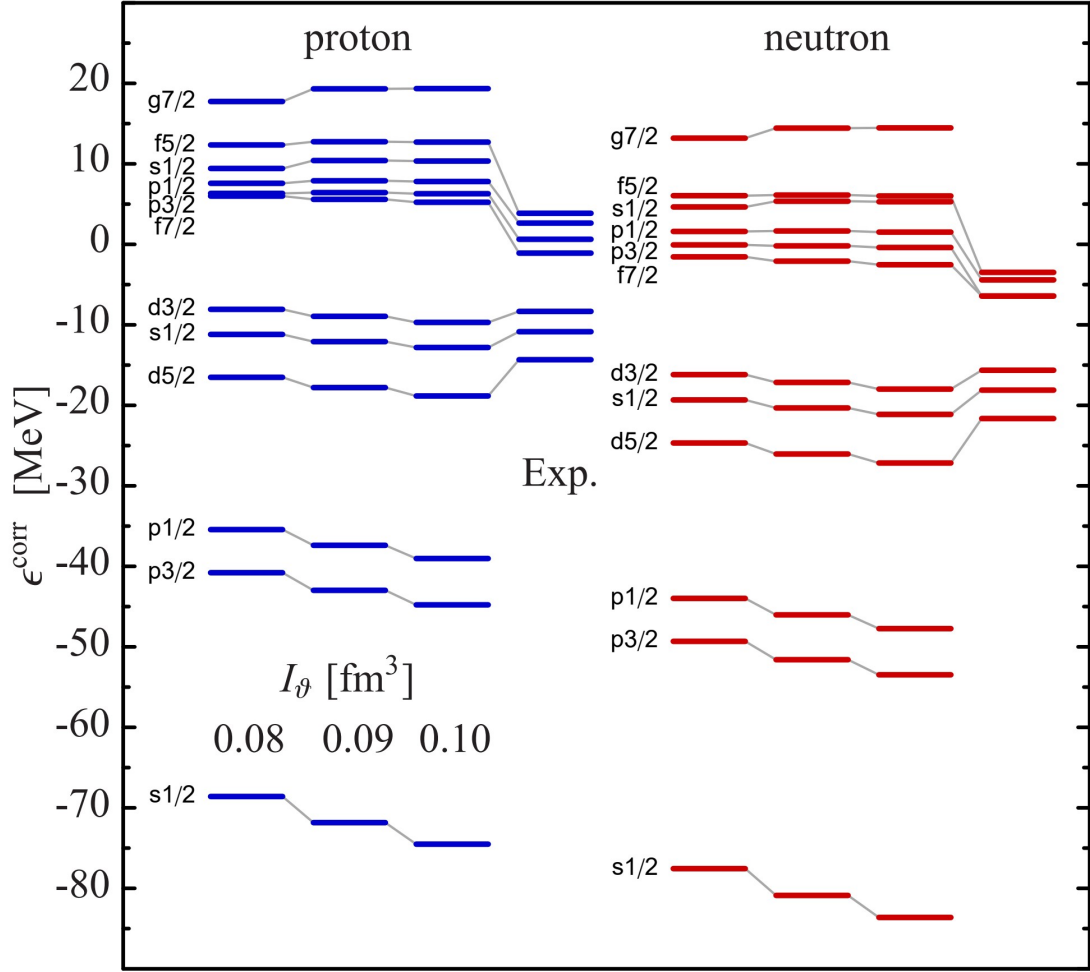 proton
neutron
20
10
0
-10
-20
-30
-40
-50
-60
-70
-80
ϵ^corr [MeV]
g7/2
f5/2
s1/2
p1/2
p3/2
f7/2
d3/2
s1/2
d5/2
p1/2
p3/2
s1/2
g7/2
f5/2
s1/2
p1/2
p3/2
f7/2
d3/2
s1/2
d5/2
p1/2
p3/2
s1/2
Exp.
I_ϑ [fm³]
0.08 0.09 0.10